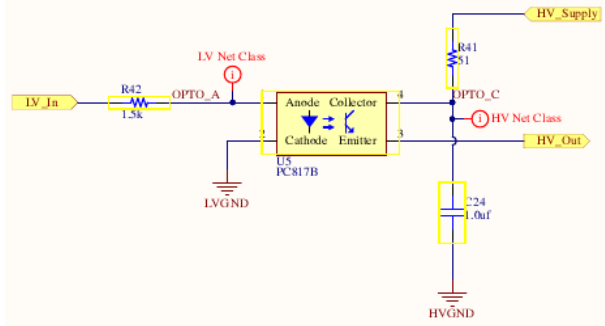 HV_Supply
R41
51
LV Net Class
i
R42
OPTO_A
OPTO_C
LV_In
1.5k
Anode Collector
4
i HV Net Class
2
Cathode Emitter
3
HV_Out
U5
PC817B
LVGND
C24
1.0uf
HVGND